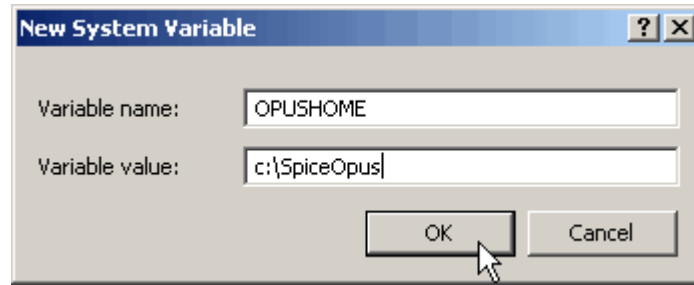 New System Variable ? X
Variable name: OPUSHOME
Variable value: c:\SpiceOpus
OK Cancel